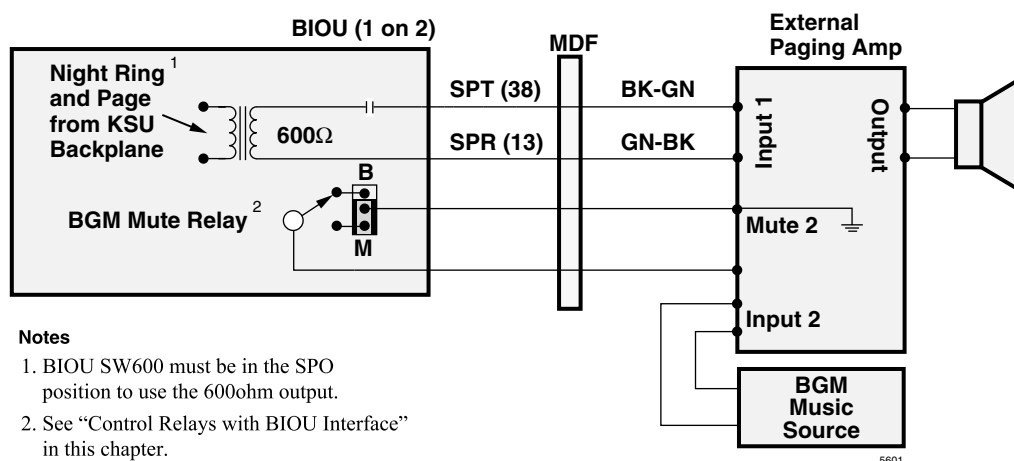 BIOU (1 on 2)
MDF
External
Paging Amp
Night Ring 1
and Page
from KSU
Backplane
600Ω
SPT (38)
BK-GN
SPR (13)
GN-BK
Input 1
Output
B
BGM Mute Relay 2
M
Mute 2
Input 2
BGM
Music
Source
Notes
1. BIOU SW600 must be in the SPO
position to use the 600ohm output.
2. See “Control Relays with BIOU Interface”
in this chapter.
5601